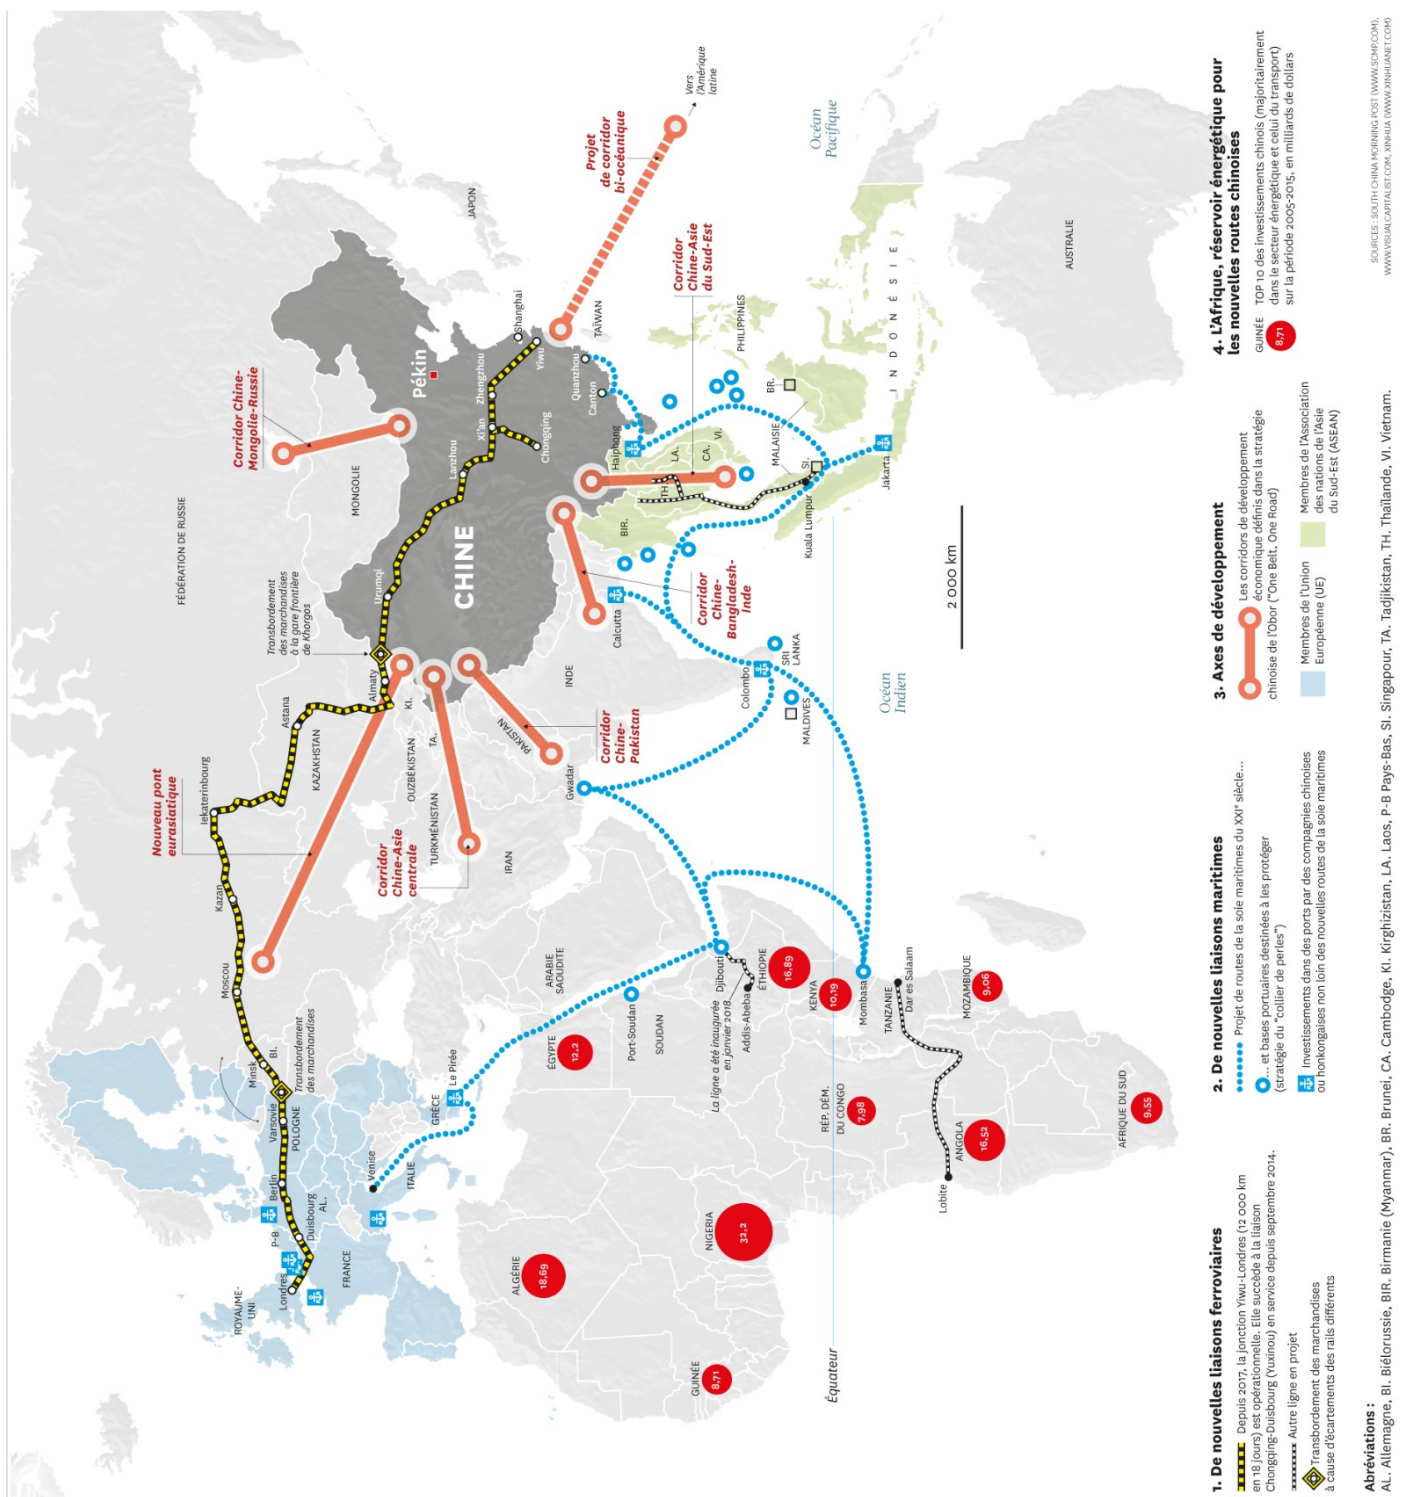 FÉDÉRATION DE RUSSIE
Corridor Chine-
Mongolie-Russie
MONGOLIE
JAPON
Pékin
CHINE
Projet
de corridor
bi-océanique
Vers
l'Amérique
latine
Océan
Pacifique
Nouveau pont
eurasiatique
Transbordement
des marchandises
à la gare frontière
de Khorgos
Iekaterinbourg
Astana
KAZAKHSTAN
Almaty
Urumqi
Lanzhou
Xi'an
Zhengzhou
Chongqing
Shanghai
Yiwu
Quanzhou
Canton
TAÏWAN
Haiphong
Kazan
Moscou
Minsk
BI.
Transbordement
des marchandises
Varsovie
POLOGNE
Berlin
Duisbourg
AL.
P-B
Londres
ROYAUME-
UNI
FRANCE
Venise
ITALIE
GRÈCE
Le Pirée
KI.
TA.
OUZBÉKISTAN
TURKMÉNISTAN
Corridor
Chine-Asie
centrale
IRAN
PAKISTAN
Corridor
Chine-
Pakistan
Gwadar
INDE
Calcutta
Corridor
Chine-
Bangladesh-
Inde
BIR.
TH.
LA.
CA.
VI.
Corridor
Chine-Asie
du Sud-Est
PHILIPPINES
BR.
MALAISIE
SI.
Kuala Lumpur
Jakarta
INDONÉSIE
AUSTRALIE
Colombo
SRI
LANKA
MALDIVES
Océan
Indien
2 000 km
ARABIE
SAOUDITE
ÉGYPTE
12,2
Port-Soudan
SOUDAN
Djibouti
La ligne a été inaugurée
en janvier 2018
Addis-Abeba
ÉTHIOPIE
16,89
KENYA
10,19
Mombasa
TANZANIE
Dar es Salaam
MOZAMBIQUE
9,06
RÉP. DÉM.
DU CONGO
7,98
ANGOLA
16,52
Lobite
AFRIQUE DU SUD
9,55
NIGERIA
32,2
ALGÉRIE
18,69
GUINÉE
8,71
Équateur
1. De nouvelles liaisons ferroviaires
Depuis 2017, la jonction Yiwu-Londres (12 000 km
en 18 jours) est opérationnelle. Elle succède à la liaison
Chongqing-Duisbourg (Yuxinou) en service depuis septembre 2014.
Autre ligne en projet
Transbordement des marchandises
à cause d'écartements des rails différents
2. De nouvelles liaisons maritimes
Projet de routes de la soie maritimes du XXIe siècle...
... et bases portuaires destinées à les protéger
(stratégie du "collier de perles")
Investissements dans des ports par des compagnies chinoises
ou honkongaises non loin des nouvelles routes de la soie maritimes
3. Axes de développement
Les corridors de développement
économique définis dans la stratégie
chinoise de l'Obor ("One Belt, One Road)
Membres de l'Union
Européenne (UE)
Membres de l'Association
des nations de l'Asie
du Sud-Est (ASEAN)
4. L'Afrique, réservoir énergétique pour
les nouvelles routes chinoises
GUINÉE
8,71
TOP 10 des investissements chinois (majoritairement
dans le secteur énergétique et celui du transport)
sur la période 2005-2015, en milliards de dollars
Abréviations :
AL. Allemagne, BI. Biélorussie, BIR. Birmanie (Myanmar), BR. Brunei, CA. Cambodge, KI. Kirghizistan, LA. Laos, P-B Pays-Bas, SI. Singapour, TA. Tadjikistan, TH. Thaïlande, VI. Vietnam.
SOURCES : SOUTH CHINA MORNING POST (WWW.SCMP.COM),
WWW.VISUALCAPITALIST.COM, XINHUA (WWW.XINHUANET.COM)